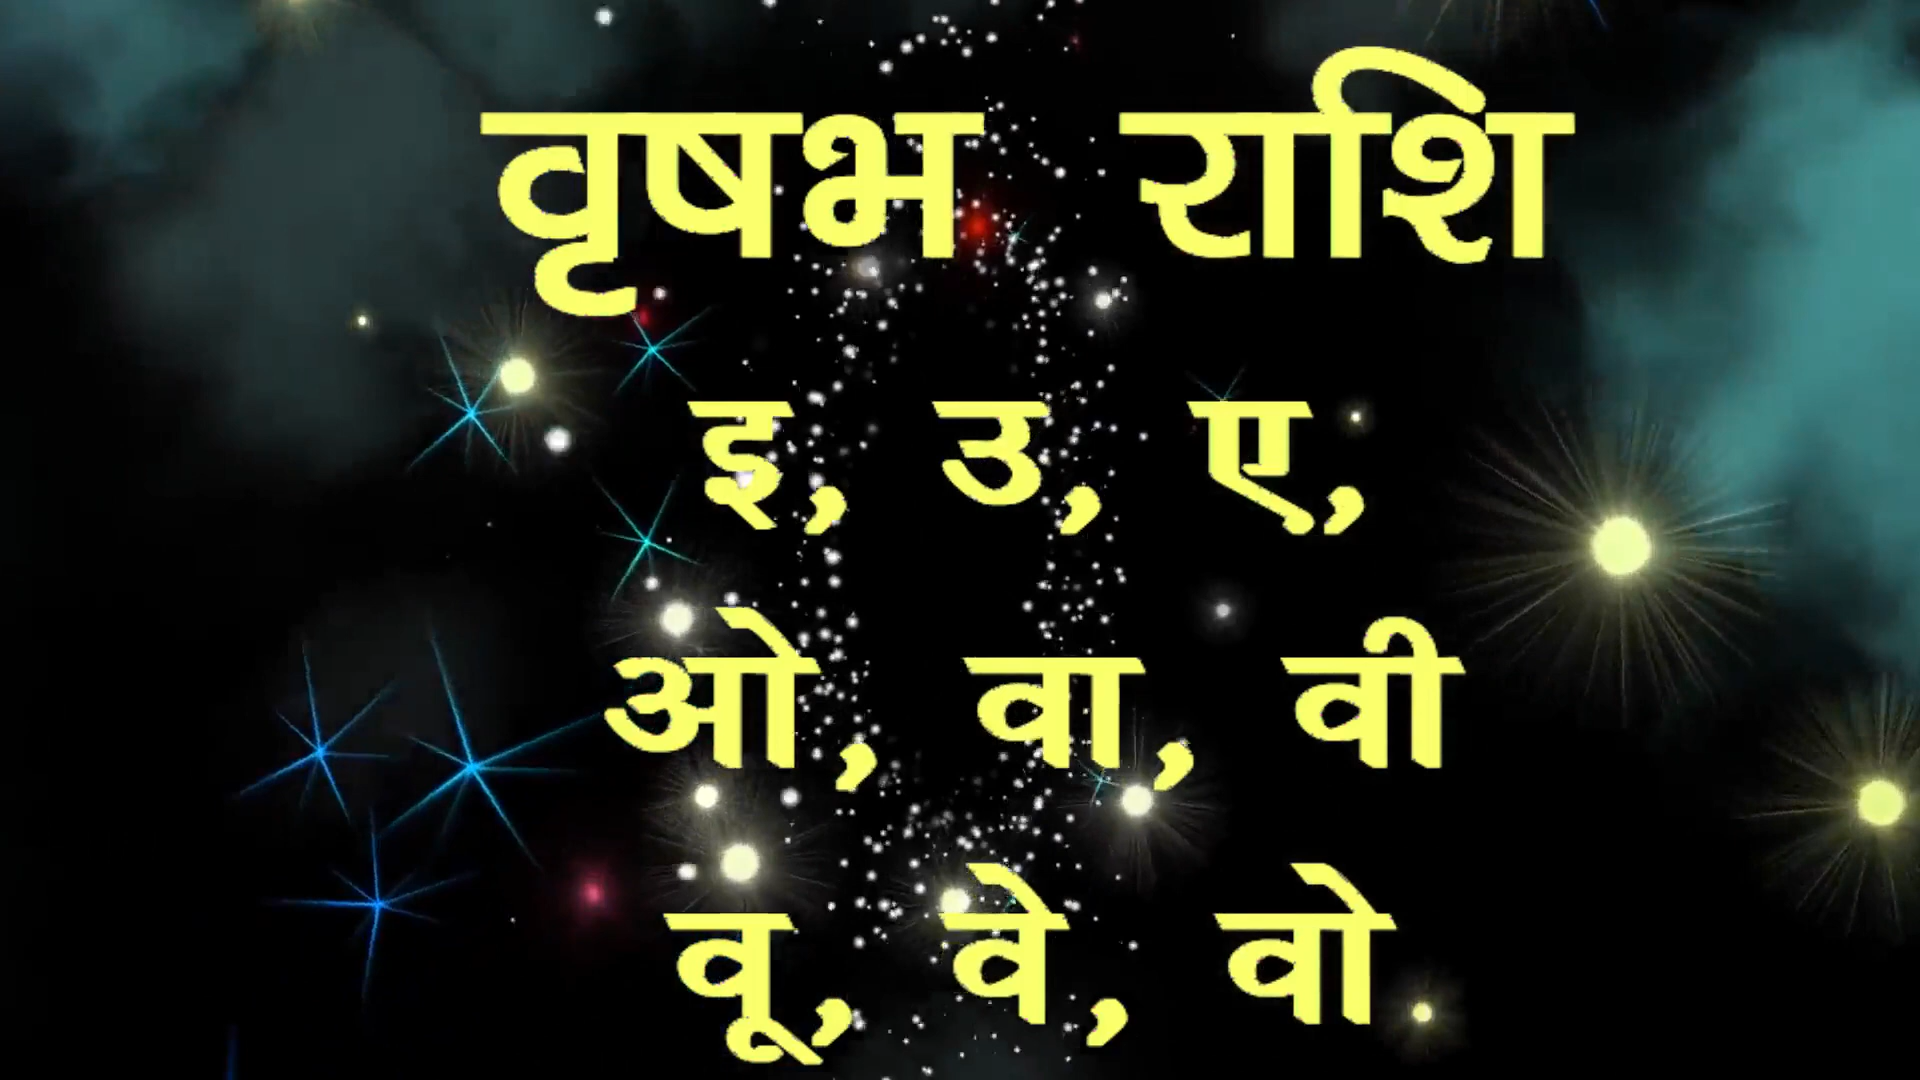 वृषभ राशि
इ, उ, ए,
ओ, वा, वी
वू, वे, वो